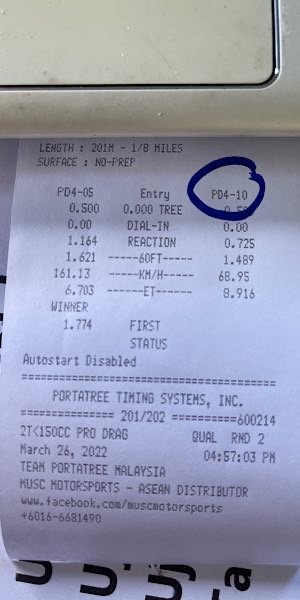 LENGTH : 201M - 1/8 MILES
SURFACE : NO-PREP
PD4-05 Entry PD4-10
0.500 0.000 TREE 0.50
0.00 DIAL-IN 0.00
1.164 REACTION 0.725
1.621 -----60FT----- 1.489
161.13 ------KM/H------ 68.95
6.703 ------ET------ 8.916
WINNER
1.774 FIRST
STATUS
Autostart Disabled
========================================
PORTATREE TIMING SYSTEMS, INC.
=============== 201/202 ==========600214
2T<150CC PRO DRAG QUAL RND 2
March 26, 2022 04:57:03 PM
TEAM PORTATREE MALAYSIA
MUSC MOTORSPORTS - ASEAN DISTRIBUTOR
www.facebook.com/muscmotorsports
+6016-6681490